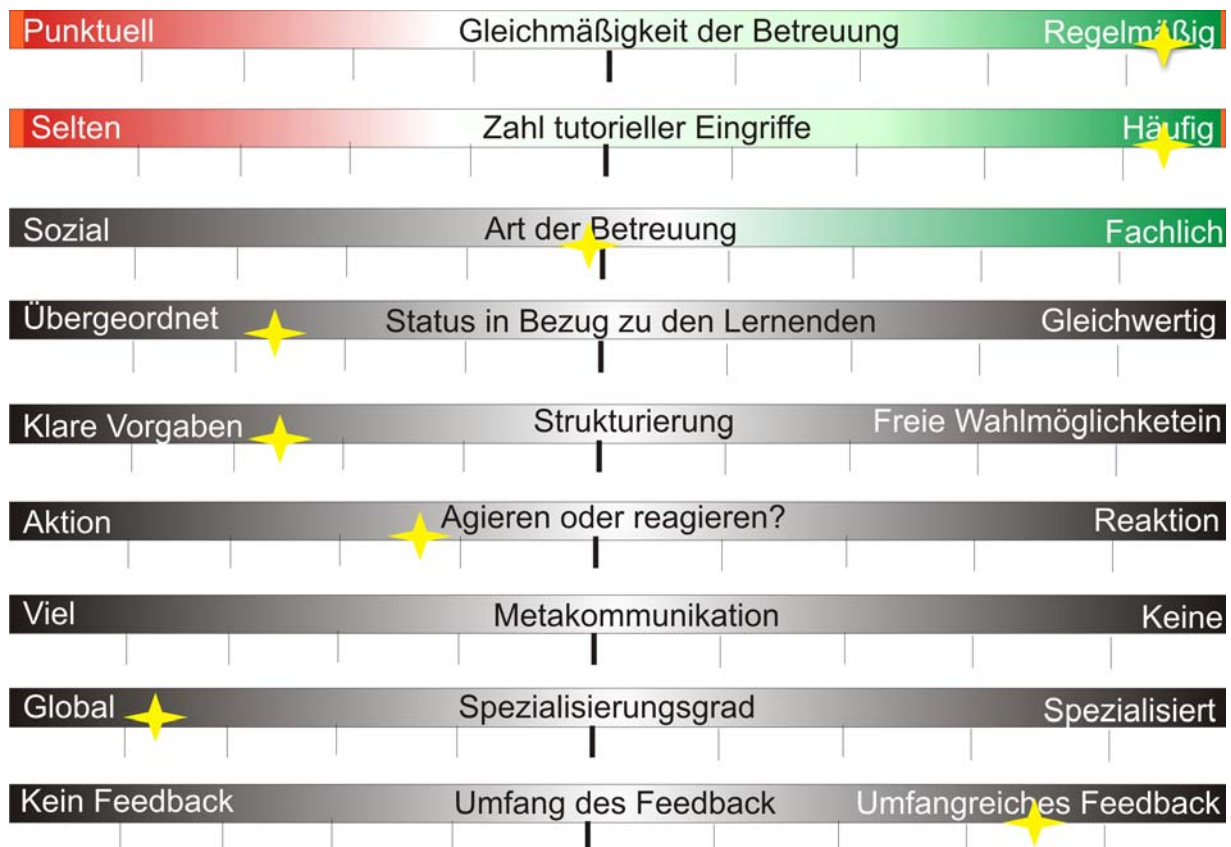 Punktuell Gleichmäßigkeit der Betreuung Regelmäßig
Selten Zahl tutorieller Eingriffe Häufig
Sozial Art der Betreuung Fachlich
Übergeordnet Status in Bezug zu den Lernenden Gleichwertig
Klare Vorgaben Strukturierung Freie Wahlmöglichketein
Aktion Agieren oder reagieren? Reaktion
Viel Metakommunikation Keine
Global Spezialisierungsgrad Spezialisiert
Kein Feedback Umfang des Feedback Umfangreiches Feedback